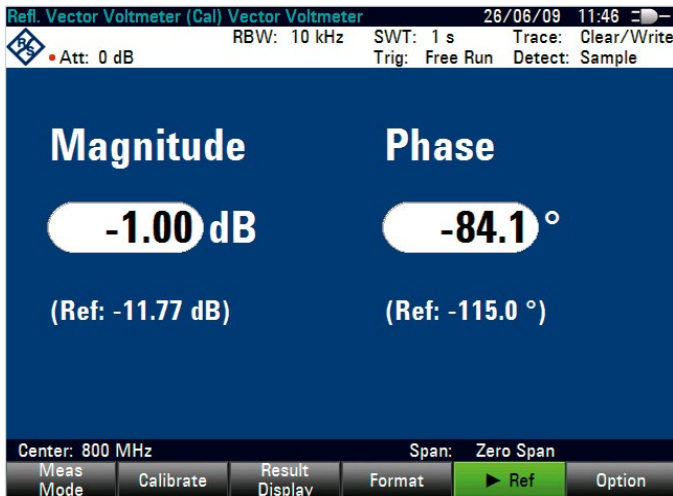 Refl. Vector Voltmeter (Cal) Vector Voltmeter 26/06/09 11:46
R&S Att: 0 dB RBW: 10 kHz SWT: 1 s Trace: Clear/Write
Trig: Free Run Detect: Sample
Magnitude Phase
-1.00 dB -84.1 °
(Ref: -11.77 dB) (Ref: -115.0 °)
Center: 800 MHz Span: Zero Span
Meas Mode Calibrate Result Display Format ► Ref Option